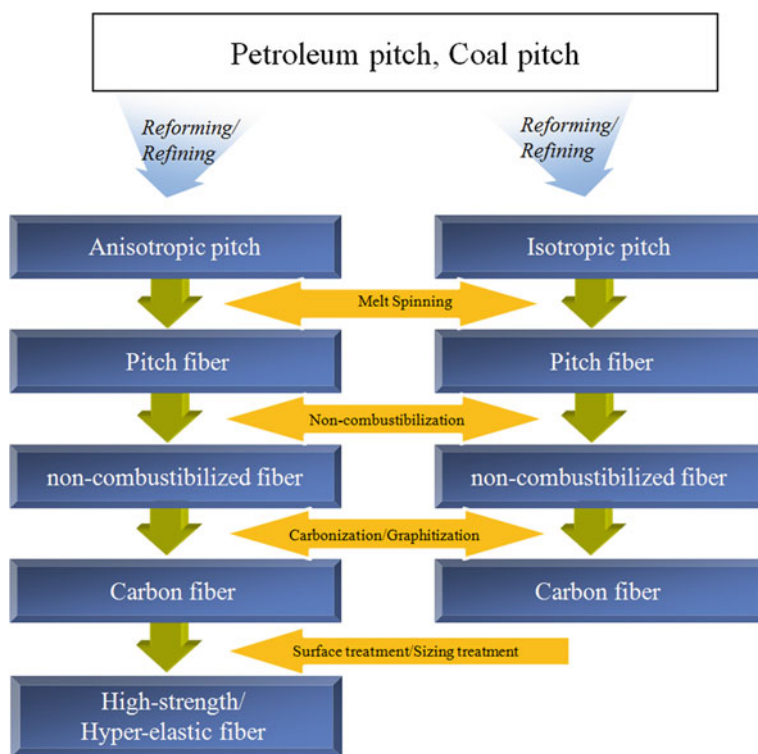 Petroleum pitch, Coal pitch
Reforming/
Refining
Reforming/
Refining
Anisotropic pitch
Isotropic pitch
Melt Spinning
Pitch fiber
Pitch fiber
Non-combustibilization
non-combustibilized fiber
non-combustibilized fiber
Carbonization/Graphitization
Carbon fiber
Carbon fiber
Surface treatment/Sizing treatment
High-strength/
Hyper-elastic fiber